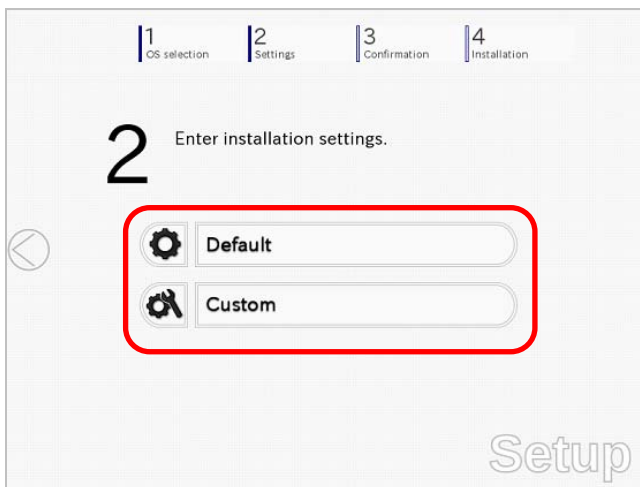 1
OS selection
2
Settings
3
Confirmation
4
Installation
2
Enter installation settings.
Default
Custom
Setup